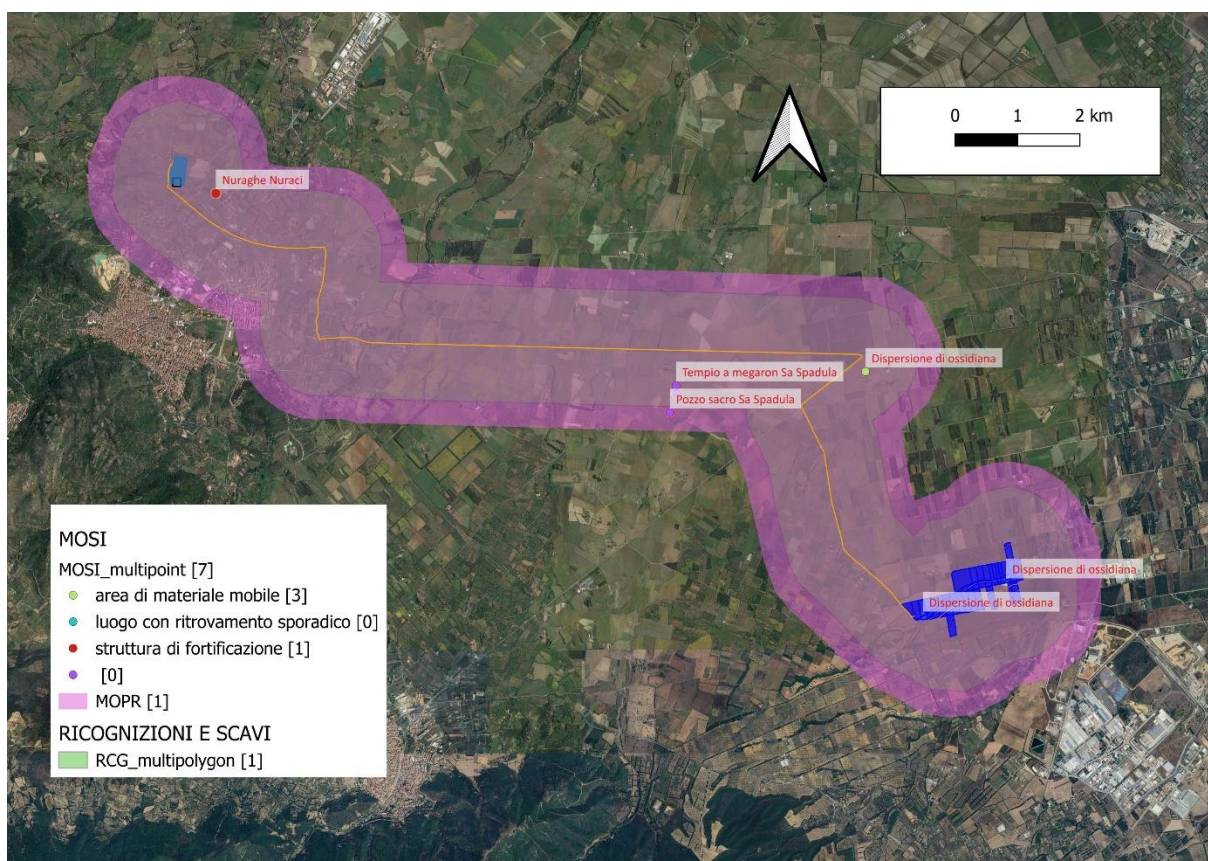 0 1 2 km
Nuraghe Nuraci
Dispersione di ossidiana
Tempio a megaron Sa Spadula
Pozzo sacro Sa Spadula
Dispersione di ossidiana
Dispersione di ossidiana
MOSI
MOSI_multipoint [7]
area di materiale mobile [3]
luogo con ritrovamento sporadico [0]
struttura di fortificazione [1]
[0]
MOPR [1]
RICOGNIZIONI E SCAVI
RCG_multipolygon [1]